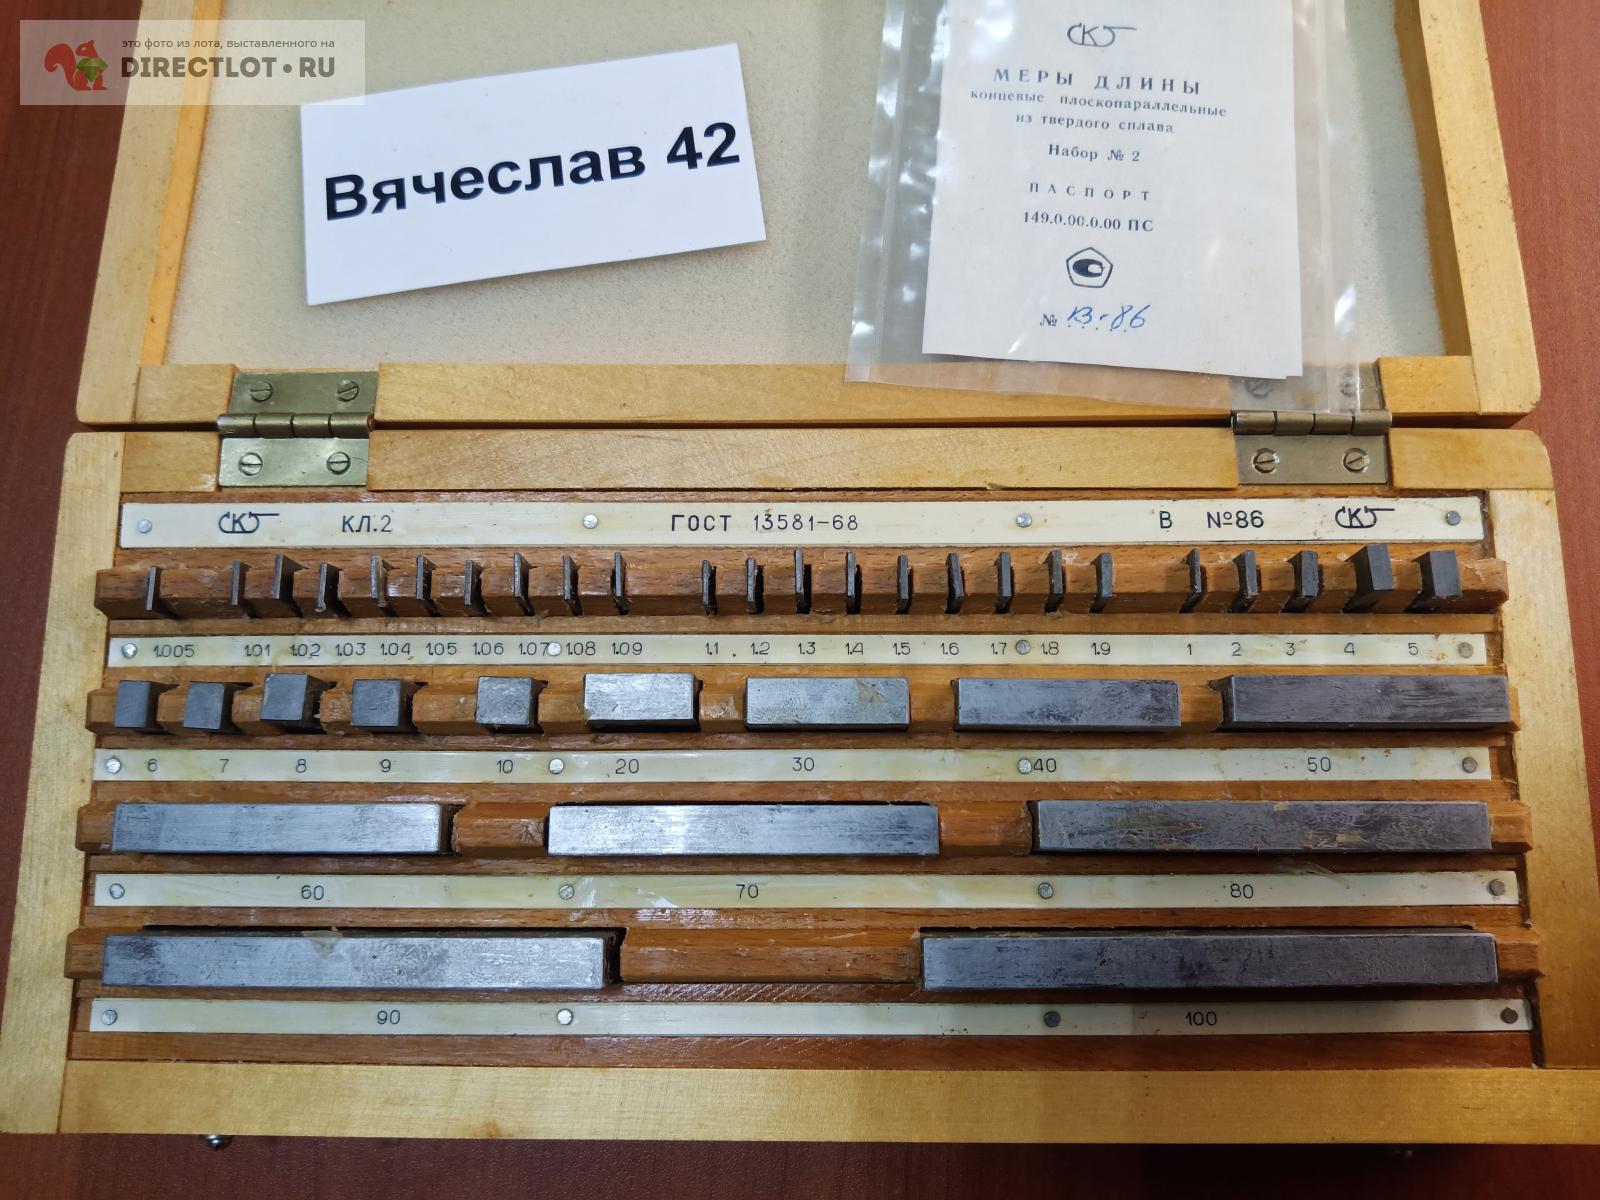 это фото из лота, выставленного на
DIRECTLOT•RU
Вячеслав 42
СКJ
МЕРЫ ДЛИНЫ
концевые плоскопараллельные
из твердого сплава
Набор № 2
ПАСПОРТ
149.0.00.0.00 ПС
№ В-86
КЛ.2 ГОСТ 13581-68 В №86
1.005 1.01 1.02 1.03 1.04 1.05 1.06 1.07 1.08 1.09 1.1 1.2 1.3 1.4 1.5 1.6 1.7 1.8 1.9 1 2 3 4 5
6 7 8 9 10 20 30 40 50
60 70 80
90 100